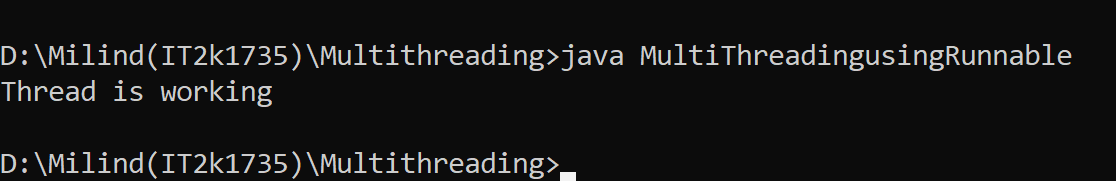 D:\Milind(IT2k1735)\Multithreading>java MultiThreadingusingRunnable
Thread is working
D:\Milind(IT2k1735)\Multithreading>